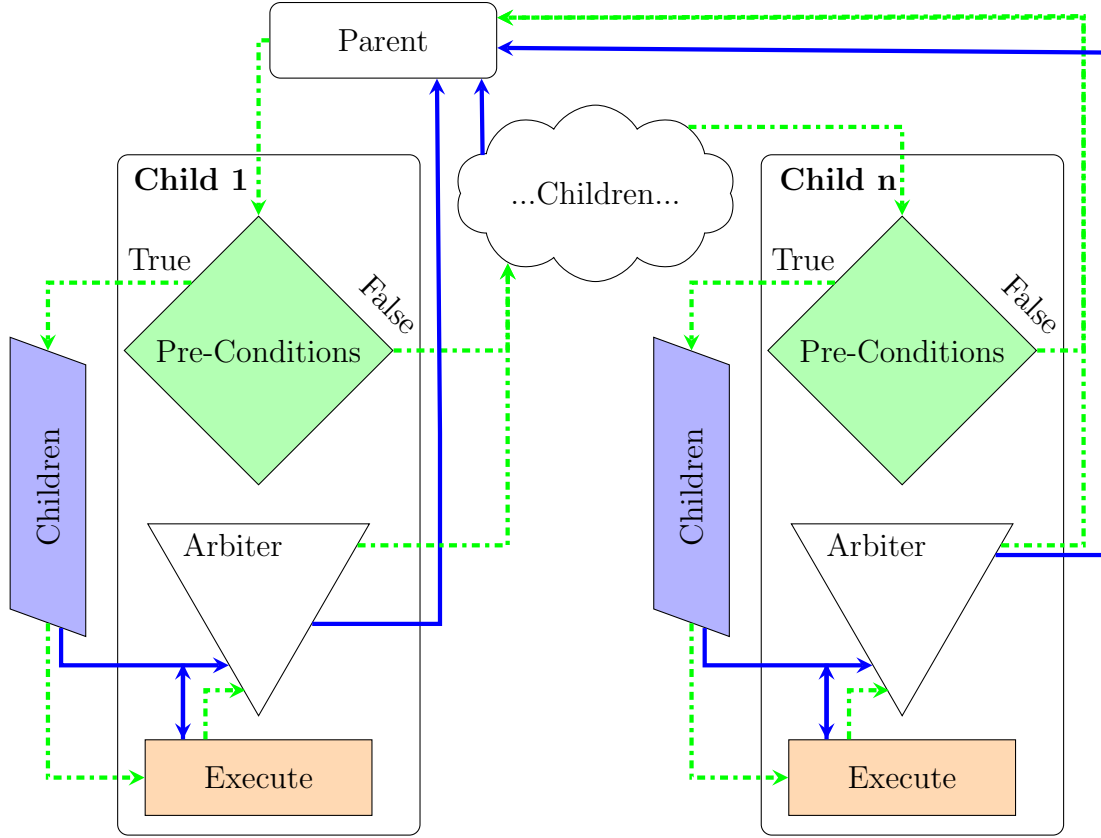 Parent
...Children...
Child 1
True
False
Pre-Conditions
Children
Arbiter
Execute
Child n
True
False
Pre-Conditions
Children
Arbiter
Execute